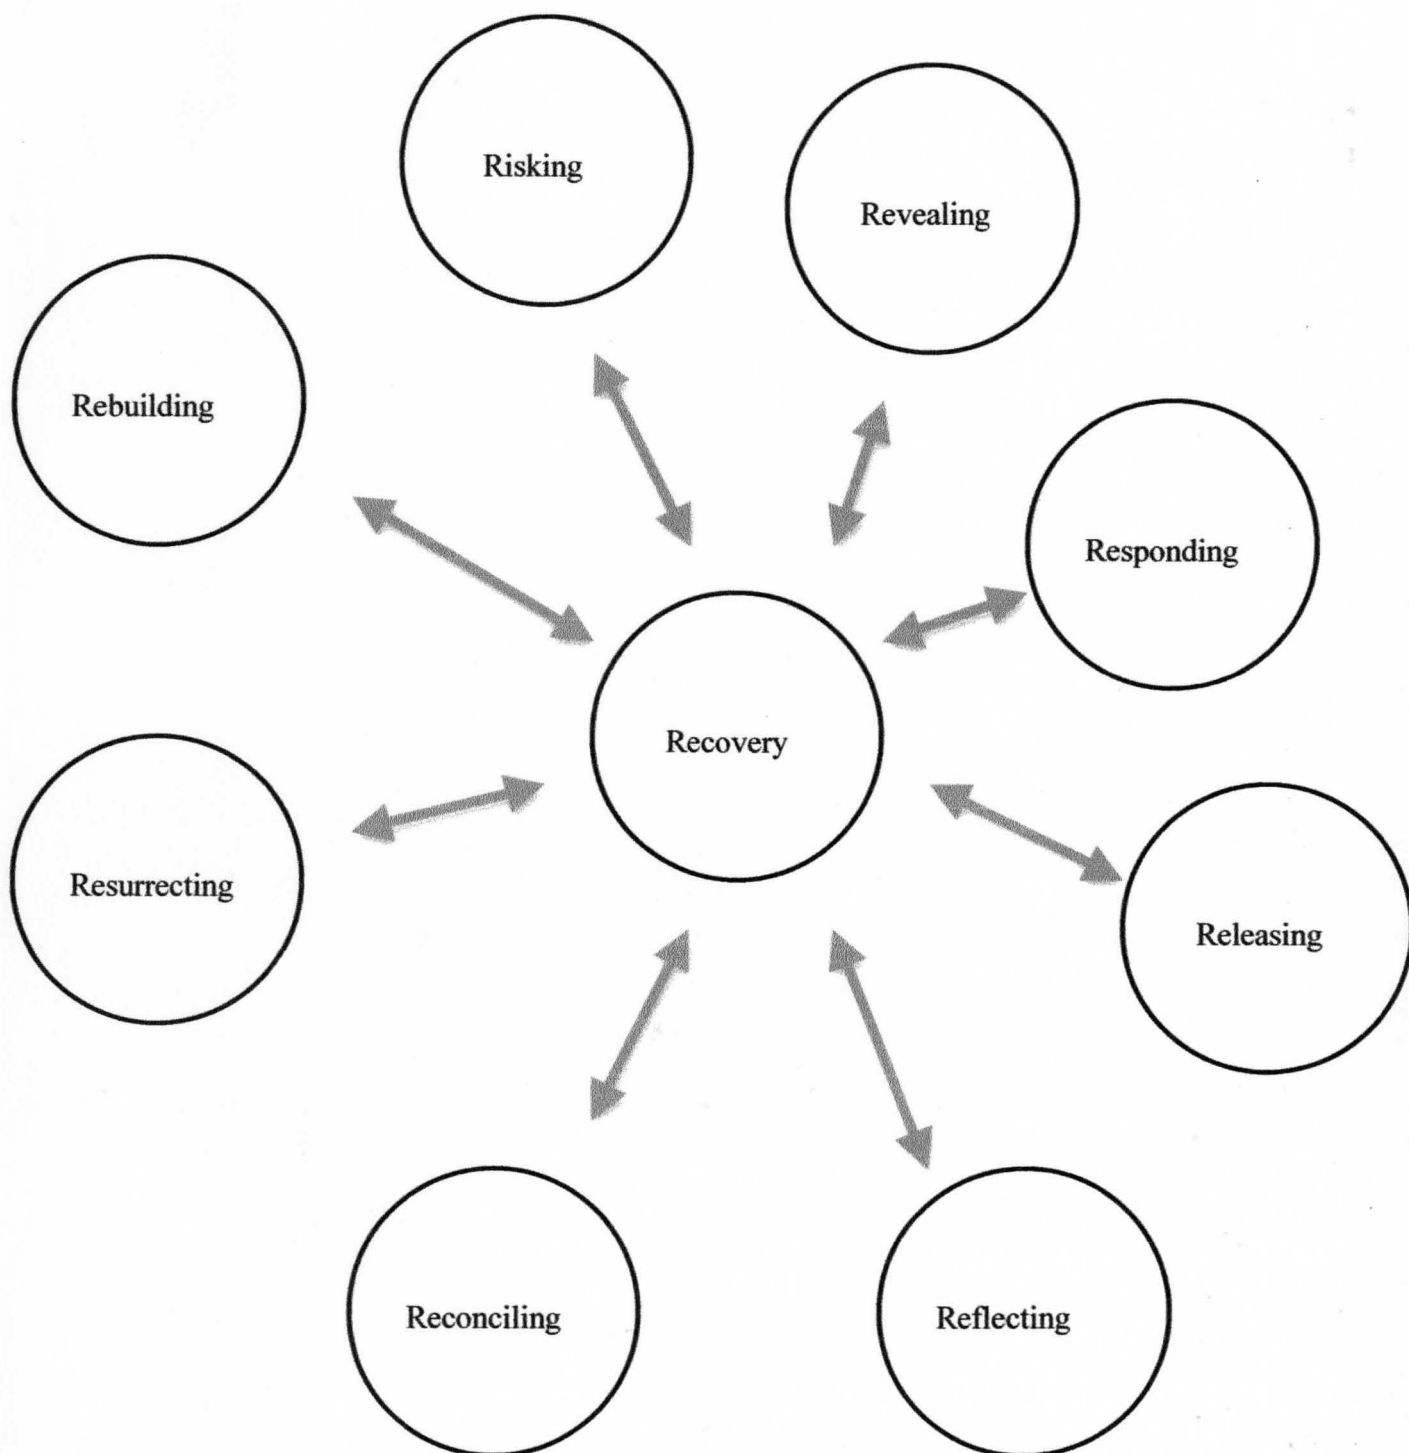 Risking
Revealing
Rebuilding
Responding
Recovery
Resurrecting
Releasing
Reconciling
Reflecting